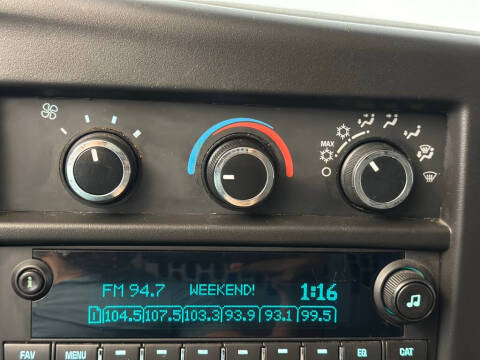 MAX
FM 94.7 WEEKEND! 1:16
1 104.5 107.5 103.3 93.9 93.1 99.5
i
FAV MENU EQ CAT